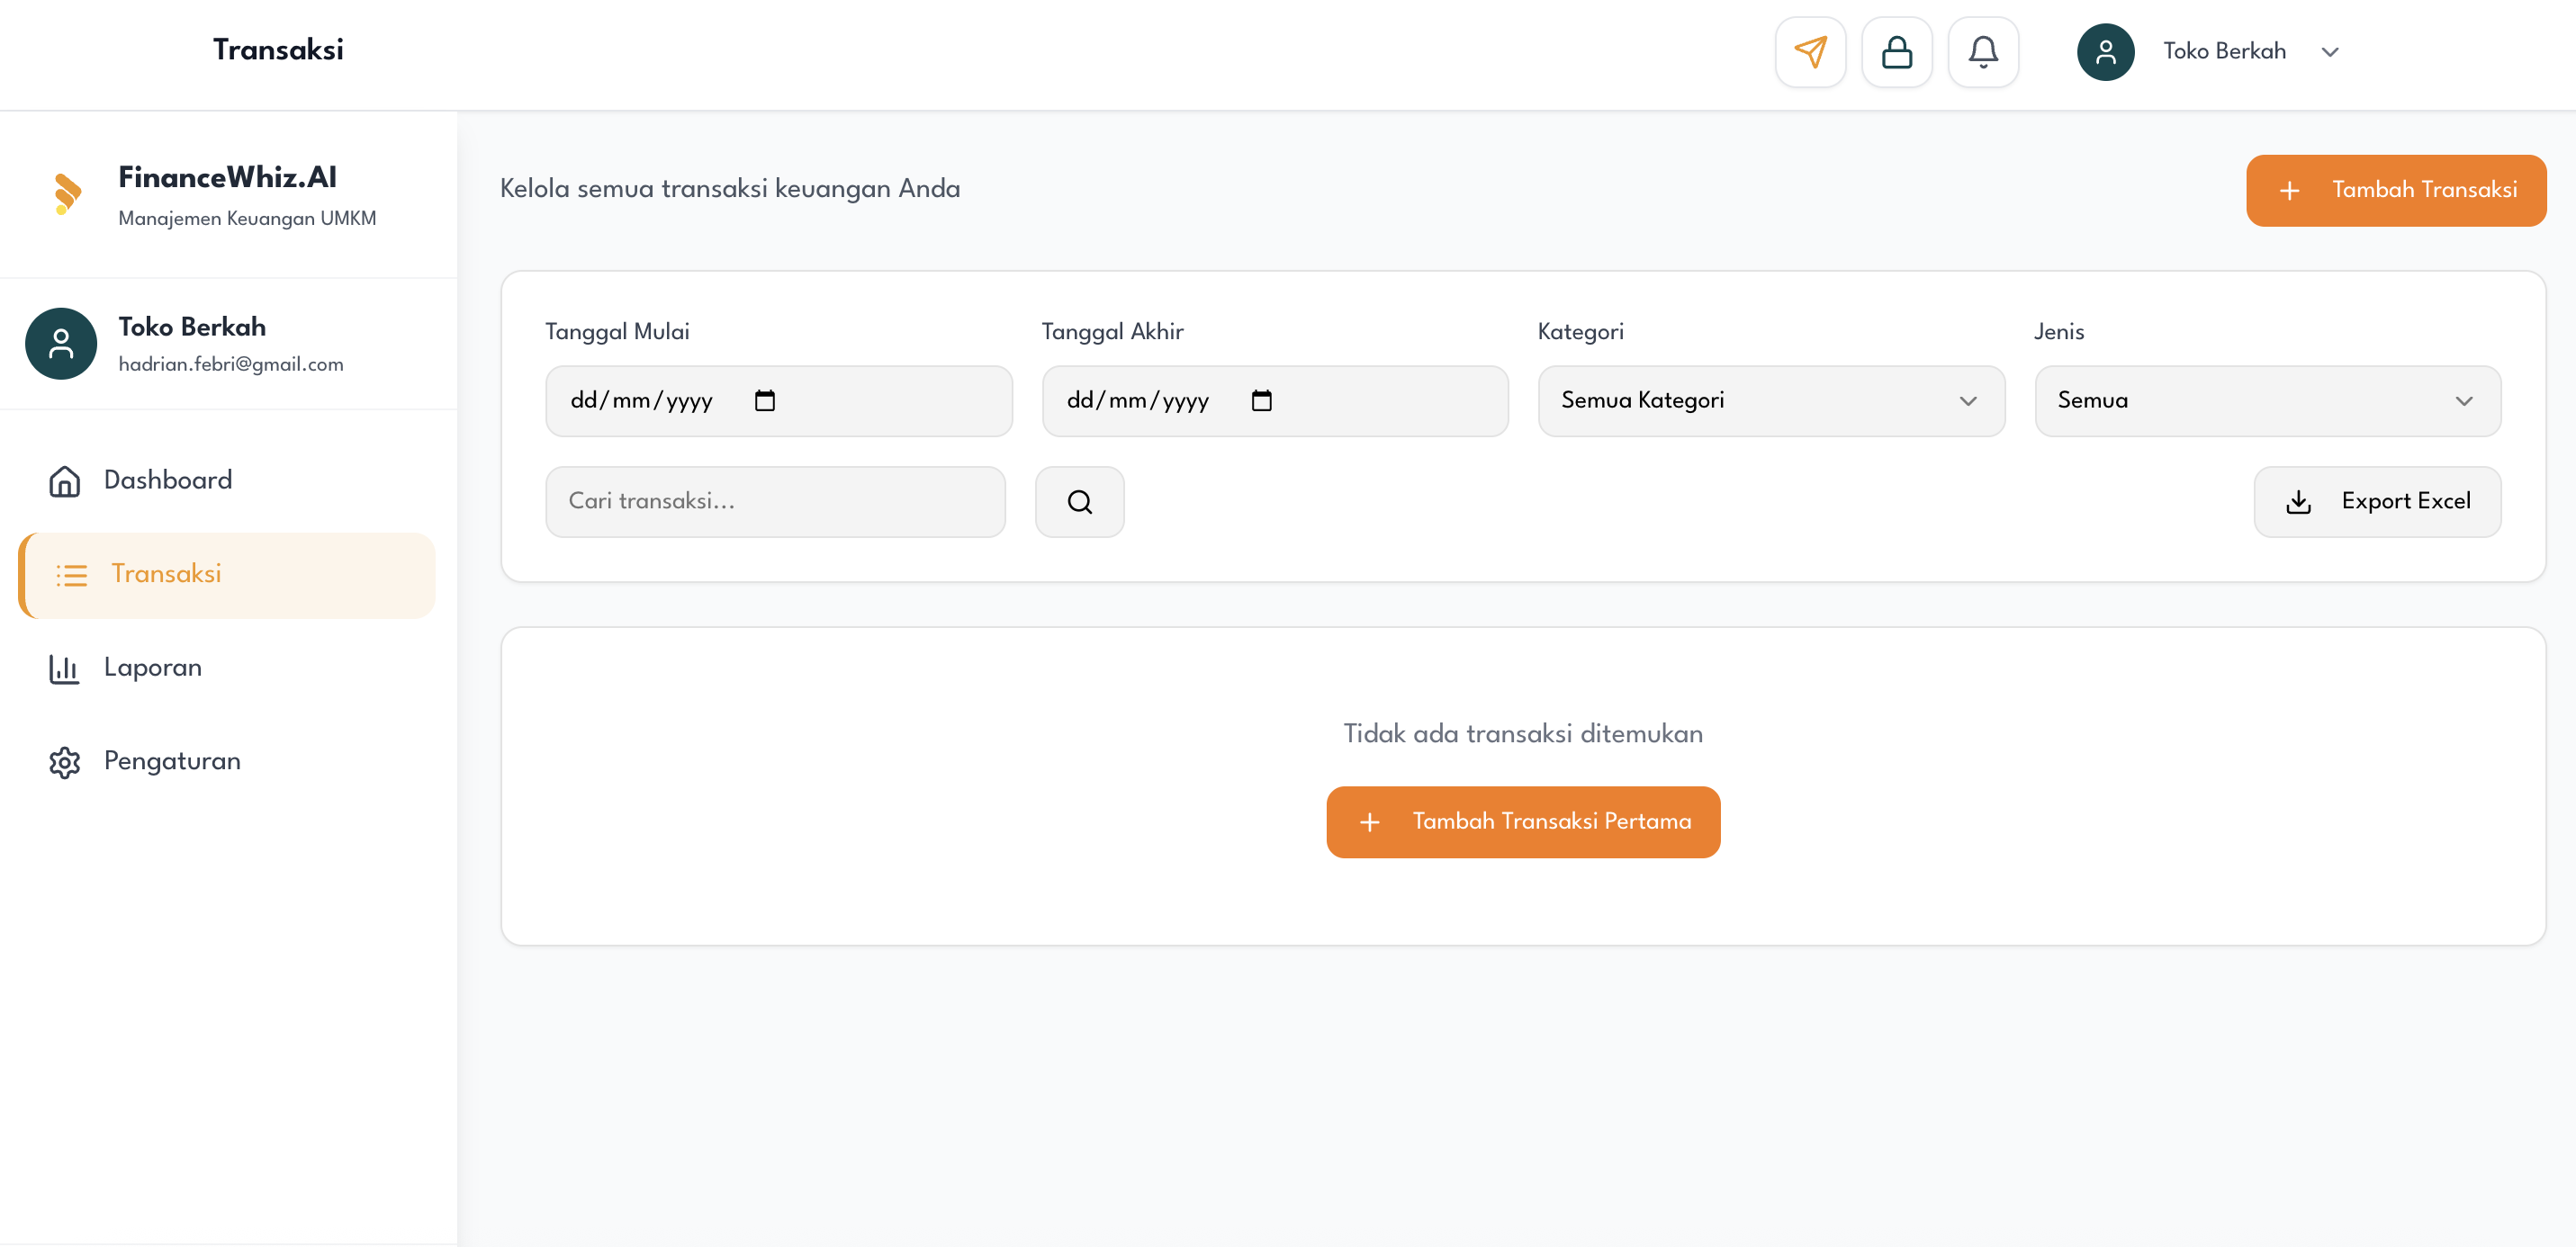 Transaksi
Toko Berkah
FinanceWhiz.AI
Manajemen Keuangan UMKM
Toko Berkah
hadrian.febri@gmail.com
Dashboard
Transaksi
Laporan
Pengaturan
Kelola semua transaksi keuangan Anda
Tambah Transaksi
Tanggal Mulai
Tanggal Akhir
Kategori
Jenis
dd/mm/yyyy
dd/mm/yyyy
Semua Kategori
Semua
Cari transaksi...
Export Excel
Tidak ada transaksi ditemukan
Tambah Transaksi Pertama